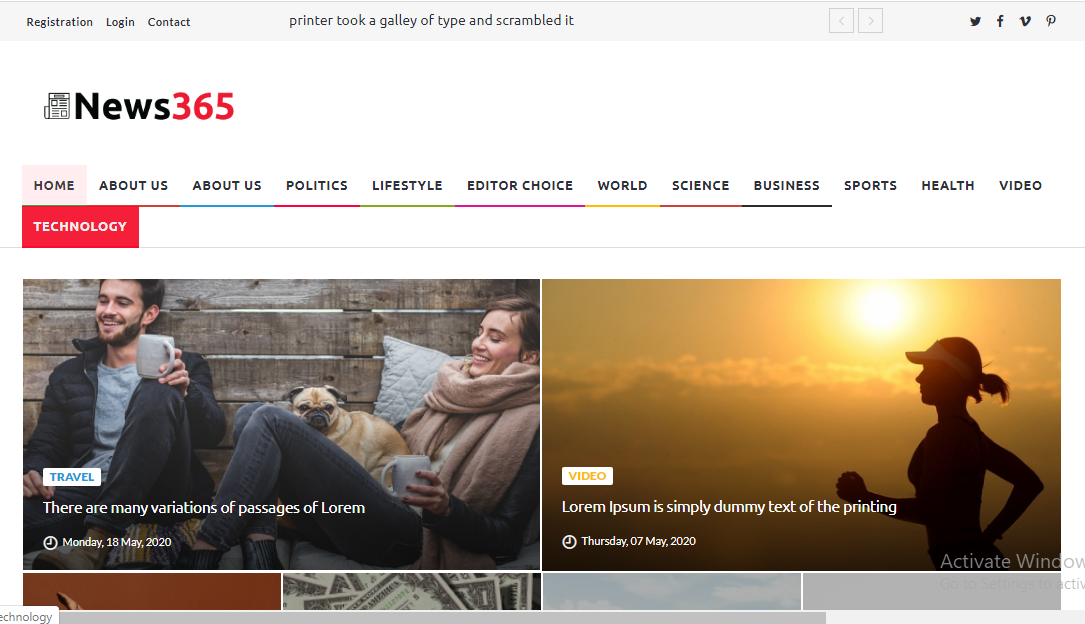 Registration Login Contact printer took a galley of type and scrambled it
News365
HOME ABOUT US ABOUT US POLITICS LIFESTYLE EDITOR CHOICE WORLD SCIENCE BUSINESS SPORTS HEALTH VIDEO
TECHNOLOGY
TRAVEL
There are many variations of passages of Lorem
Monday, 18 May, 2020
VIDEO
Lorem Ipsum is simply dummy text of the printing
Thursday, 07 May, 2020
Activate Window
Go to Settings to activ
echnology